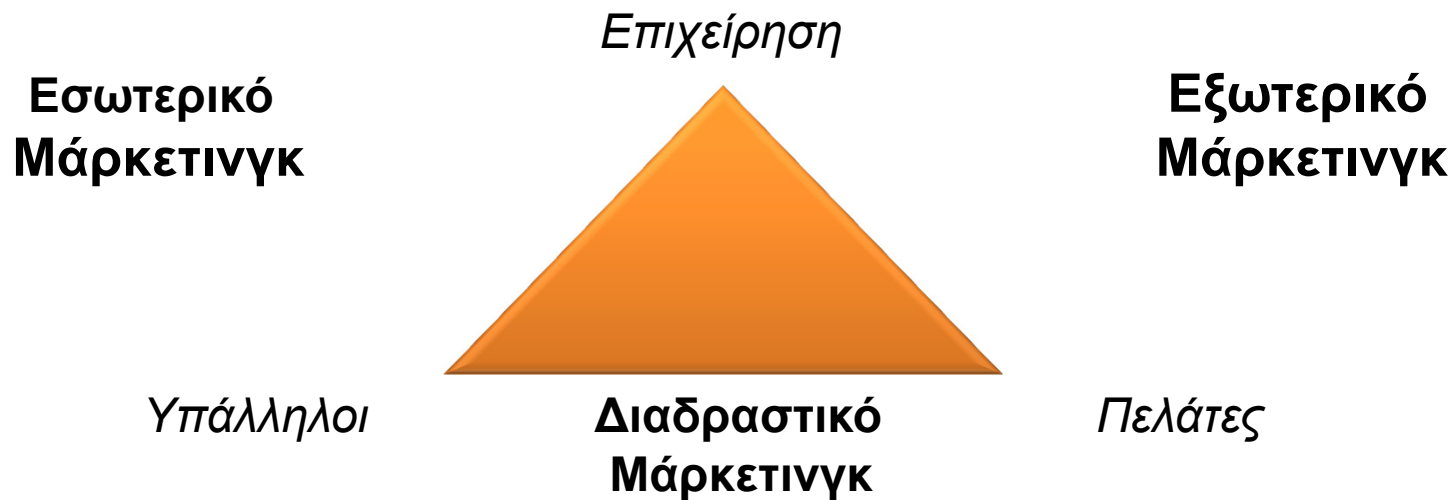 Επιχείρηση
Εσωτερικό
Μάρκετινγκ
Εξωτερικό
Μάρκετινγκ
Υπάλληλοι
Διαδραστικό
Μάρκετινγκ
Πελάτες